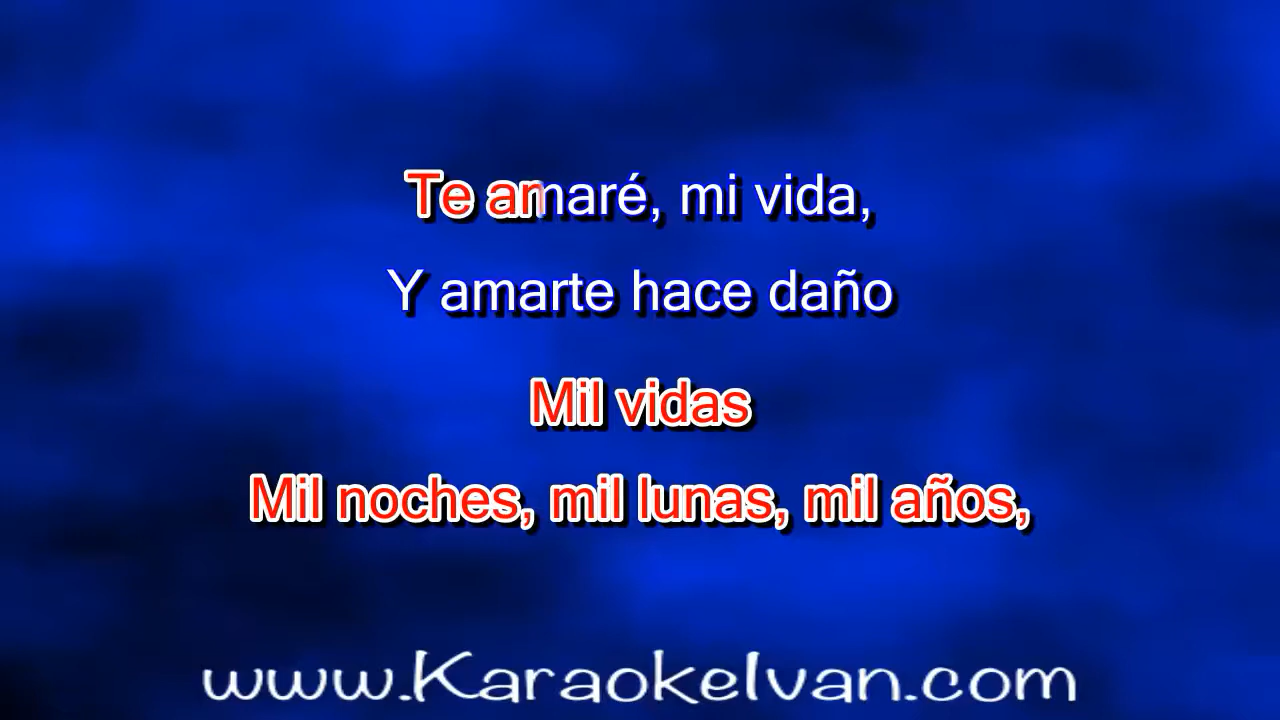 Te amaré, mi vida,
Y amarte hace daño
Mil vidas
Mil noches, mil lunas, mil años,
www.KaraokeIvan.com